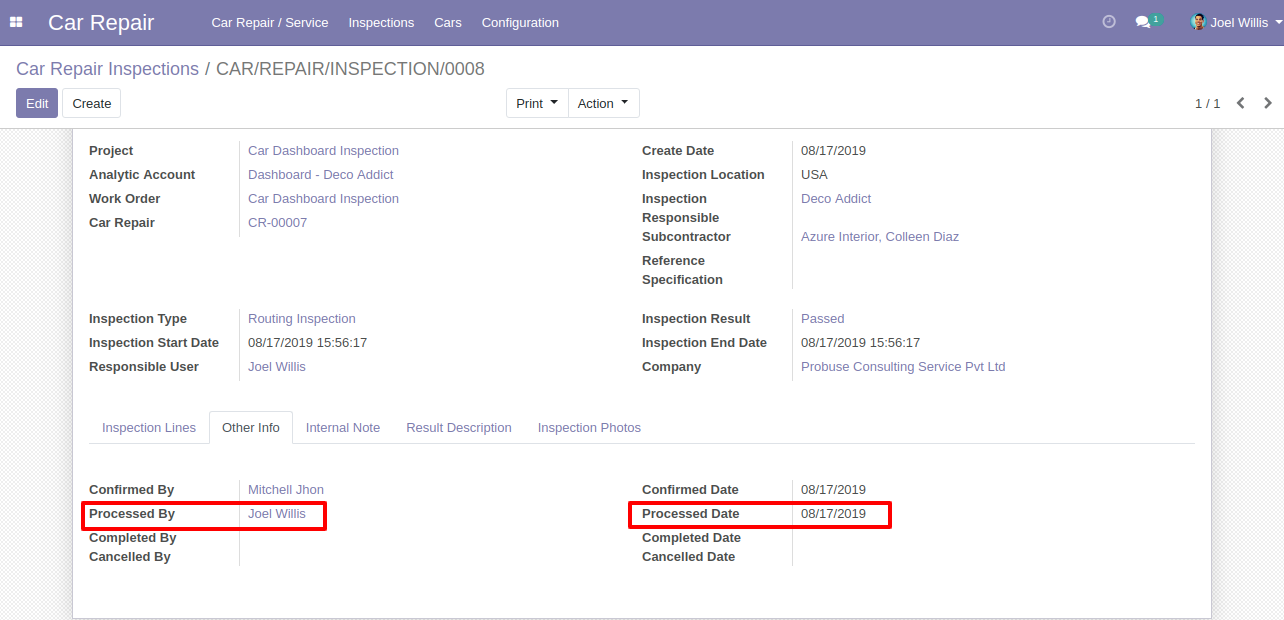 Car Repair Car Repair / Service Inspections Cars Configuration 1 Joel Willis
Car Repair Inspections / CAR/REPAIR/INSPECTION/0008
Edit Create Print Action 1 / 1
Project Car Dashboard Inspection Create Date 08/17/2019
Analytic Account Dashboard - Deco Addict Inspection Location USA
Work Order Car Dashboard Inspection Inspection Deco Addict
Responsible
Car Repair CR-00007
Subcontractor Azure Interior, Colleen Diaz
Reference
Specification
Inspection Type Routing Inspection Inspection Result Passed
Inspection Start Date 08/17/2019 15:56:17 Inspection End Date 08/17/2019 15:56:17
Responsible User Joel Willis Company Probuse Consulting Service Pvt Ltd
Inspection Lines Other Info Internal Note Result Description Inspection Photos
Confirmed By Mitchell Jhon Confirmed Date 08/17/2019
Processed By Joel Willis Processed Date 08/17/2019
Completed By Completed Date
Cancelled By Cancelled Date